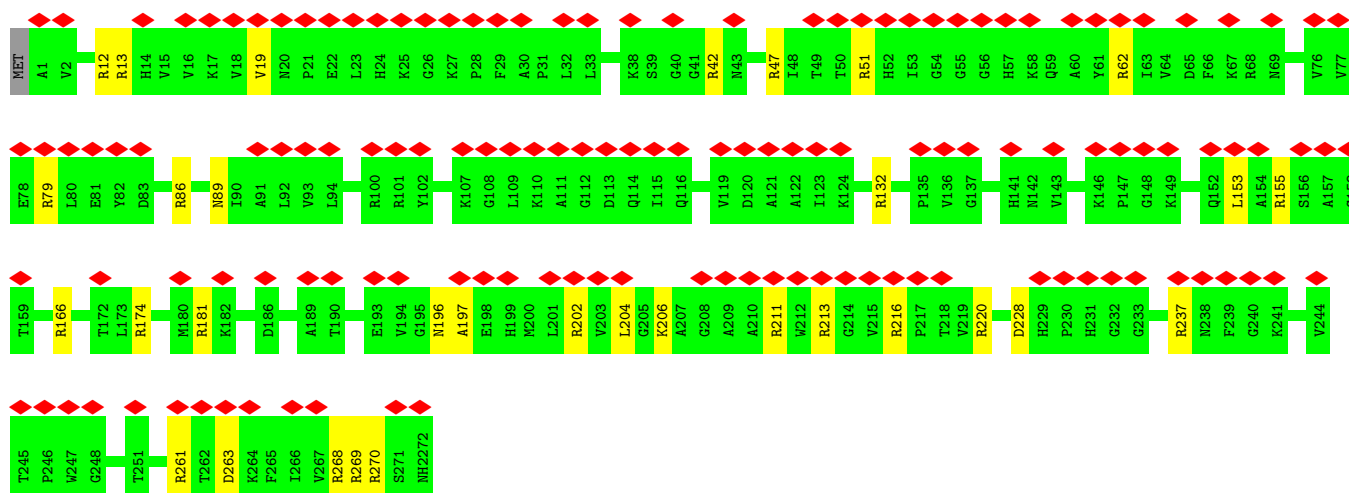 MET A1 V2 R12 R13 H14 V15 V16 K17 V18 V19 N20 P21 E22 L23 H24 K25 G26 K27 P28 F29 A30 P31 L32 L33 K38 S39 G40 G41 R42 N43 R47 I48 T49 T50 R51 H52 I53 G54 G55 G56 H57 K58 Q59 A60 Y61 R62 I63 V64 D65 F66 K67 R68 N69 V76 V77
E78 R79 L80 E81 Y82 D83 R86 N89 I90 A91 L92 V93 L94 R100 R101 Y102 K107 G108 L109 K110 A111 G112 D113 Q114 I115 Q116 V119 D120 A121 A122 I123 K124 R132 P135 V136 G137 H141 N142 V143 K146 P147 G148 K149 Q152 L153 A154 R155 S156 A157
T159 R166 T172 L173 R174 M180 R181 K182 D186 A189 T190 E193 V194 G195 N196 A197 E198 H199 M200 L201 R202 V203 L204 G205 K206 A207 G208 A209 A210 R211 W212 R213 G214 V215 R216 P217 T218 V219 R220 D228 H229 P230 H231 G232 G233 R237 N238 F239 G240 K241 V244
T245 P246 W247 G248 T251 R261 T262 D263 K264 F265 I266 V267 R268 R269 R270 S271 NH2272